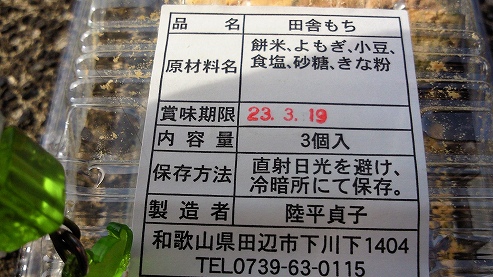 品名 田舎もち
原材料名 餅米、よもぎ、小豆、
食塩、砂糖、きな粉
賞味期限 23.3.19
内容量 3個入
保存方法 直射日光を避け、
冷暗所にて保存。
製造者 陸平貞子
和歌山県田辺市下川下1404
TEL0739-63-0115